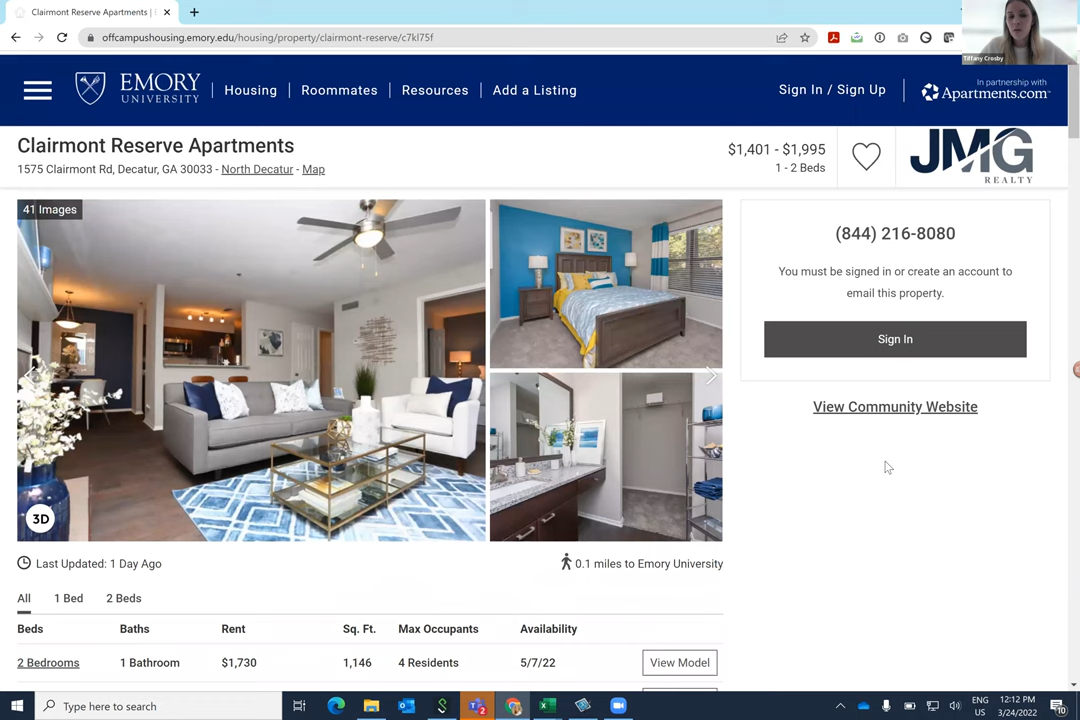 Clairmont Reserve Apartments |
offcampushousing.emory.edu/housing/property/clairmont-reserve/c7kl75f
Tiffany Crosby
EMORY
UNIVERSITY
Housing
Roommates
Resources
Add a Listing
Sign In / Sign Up
In partnership with
Apartments.com
Clairmont Reserve Apartments
1575 Clairmont Rd, Decatur, GA 30033 - North Decatur - Map
$1,401 - $1,995
1 - 2 Beds
JMG
REALTY
41 Images
3D
(844) 216-8080
You must be signed in or create an account to
email this property.
Sign In
View Community Website
Last Updated: 1 Day Ago
0.1 miles to Emory University
All 1 Bed 2 Beds
Beds Baths Rent Sq. Ft. Max Occupants Availability
2 Bedrooms 1 Bathroom $1,730 1,146 4 Residents 5/7/22 View Model
Type here to search
2
ENG
US
12:12 PM
3/24/2022
10